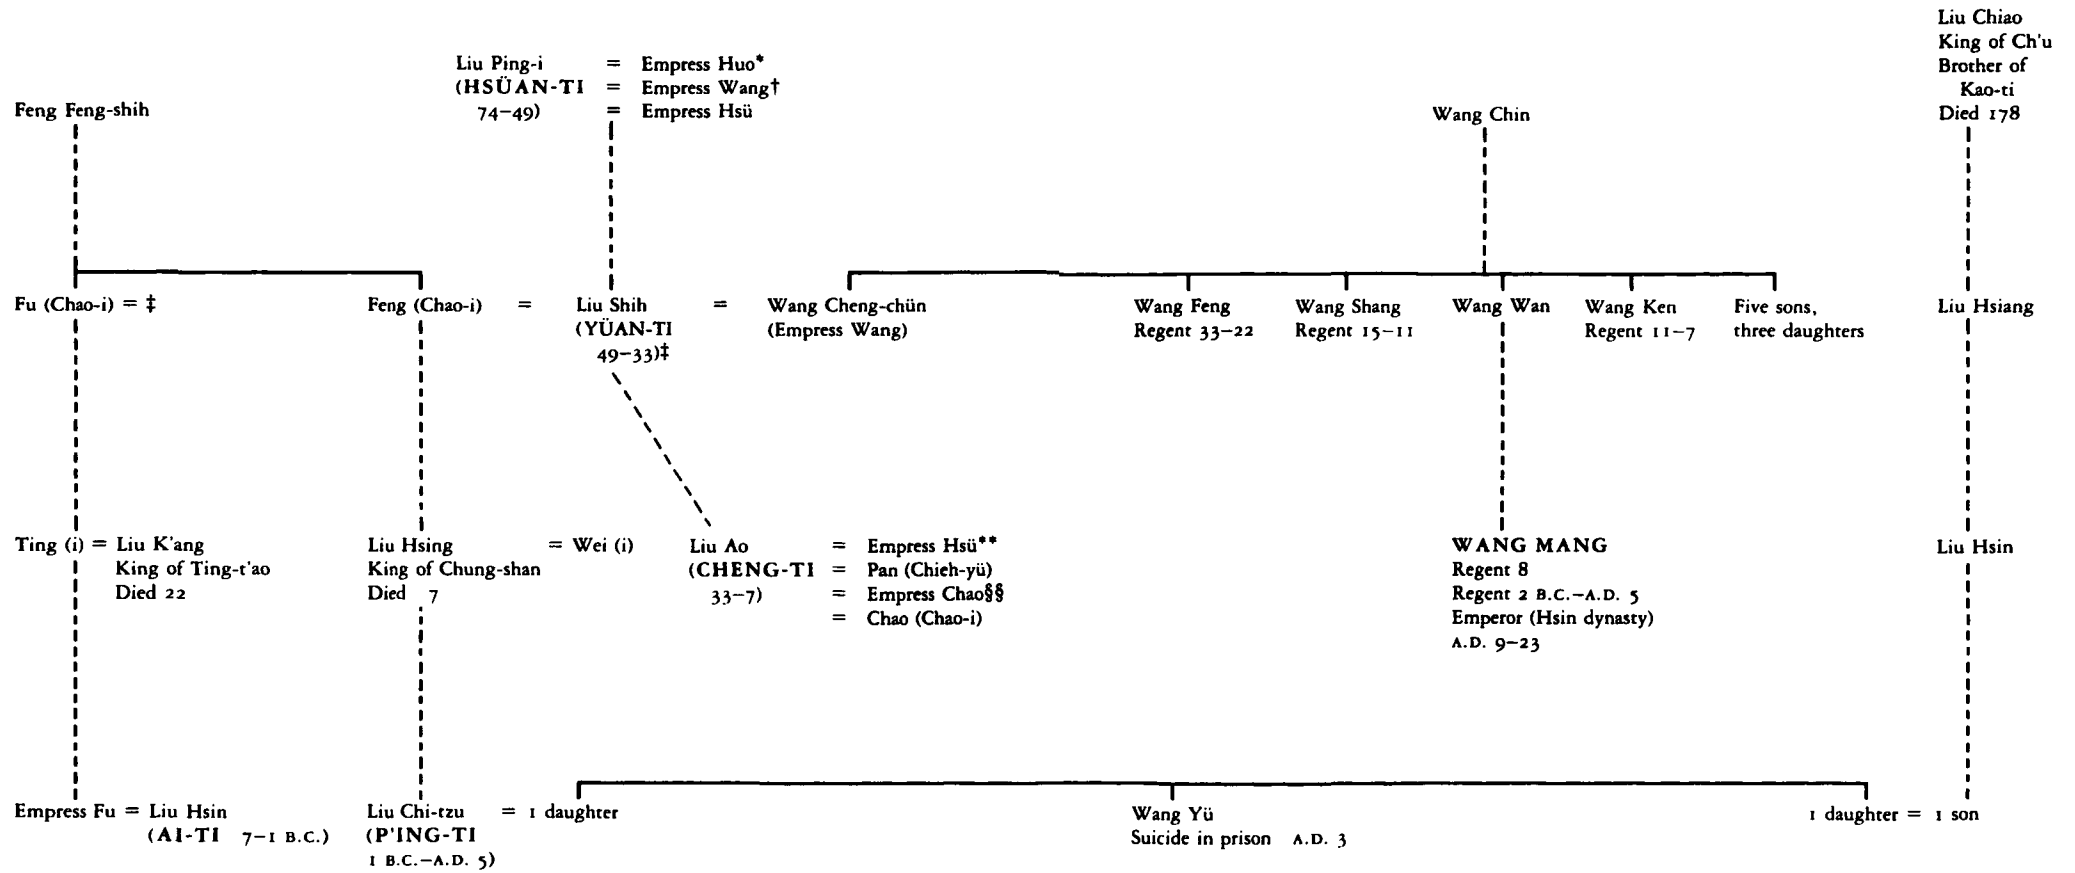 Liu Chiao
King of Ch'u
Brother of
Kao-ti
Died 178
Liu Ping-i = Empress Huo*
(HSÜAN-TI = Empress Wang†
74–49) = Empress Hsü
Feng Feng-shih
Wang Chin
Fu (Chao-i) = ‡
Feng (Chao-i) = Liu Shih = Wang Cheng-chün
(YÜAN-TI (Empress Wang)
49–33)‡
Wang Feng
Regent 33–22
Wang Shang
Regent 15–11
Wang Wan
Wang Ken
Regent 11–7
Five sons,
three daughters
Liu Hsiang
Ting (i) = Liu K'ang
King of Ting-t'ao
Died 22
Liu Hsing = Wei (i)
King of Chung-shan
Died 7
Liu Ao = Empress Hsü**
(CHENG-TI = Pan (Chieh-yü)
33–7) = Empress Chao§§
= Chao (Chao-i)
WANG MANG
Regent 8
Regent 2 B.C.–A.D. 5
Emperor (Hsin dynasty)
A.D. 9–23
Liu Hsin
Empress Fu = Liu Hsin
(AI-TI 7–1 B.C.)
Liu Chi-tzu = 1 daughter
(P'ING-TI
1 B.C.–A.D. 5)
Wang Yü
Suicide in prison A.D. 3
1 daughter = 1 son